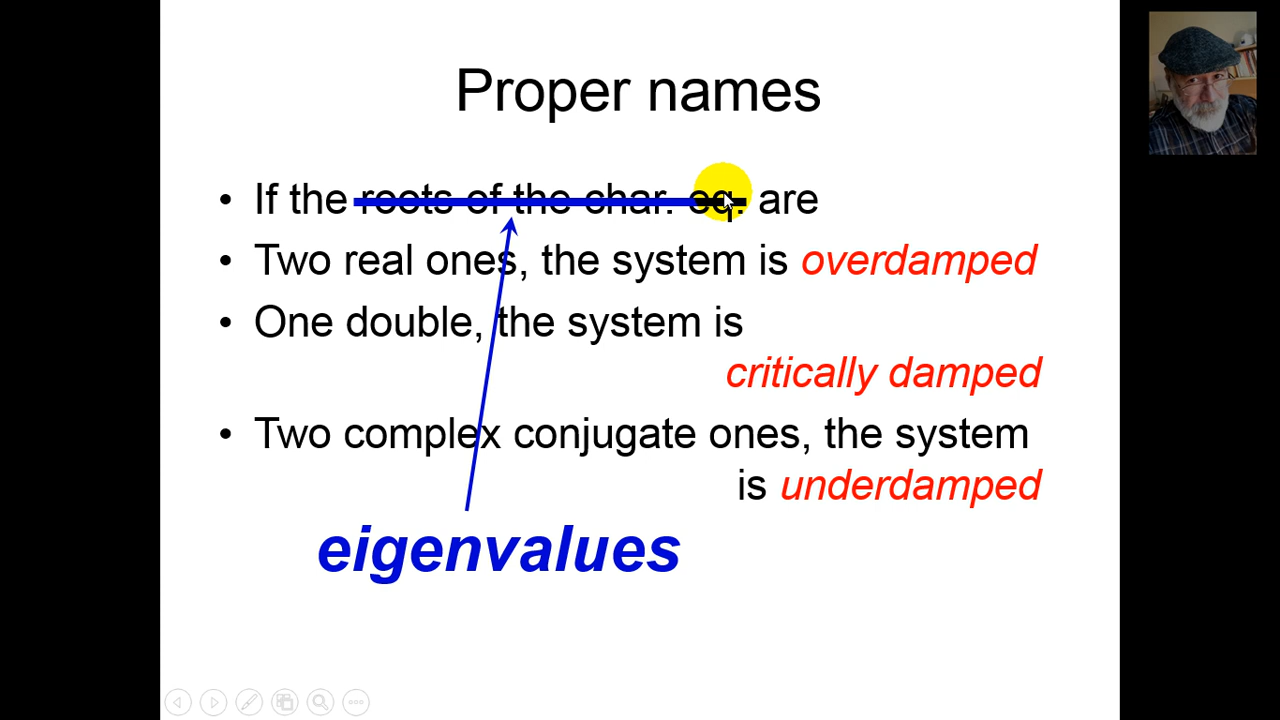 Proper names
• If the roots of the char. eq. are
• Two real ones, the system is overdamped
• One double, the system is
critically damped
• Two complex conjugate ones, the system
is underdamped
eigenvalues